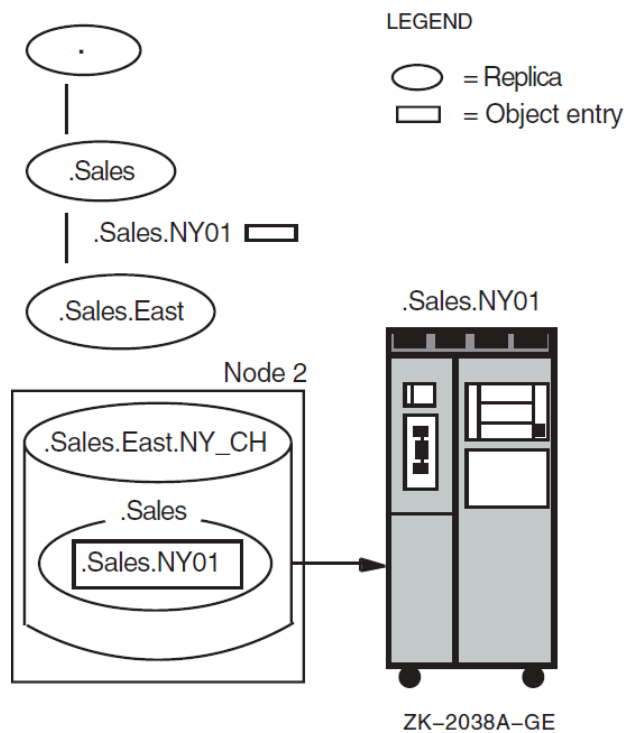 .
LEGEND
= Replica
= Object entry
.Sales
.Sales.NY01
.Sales.East
.Sales.NY01
Node 2
.Sales.East.NY_CH
.Sales
.Sales.NY01
ZK–2038A–GE